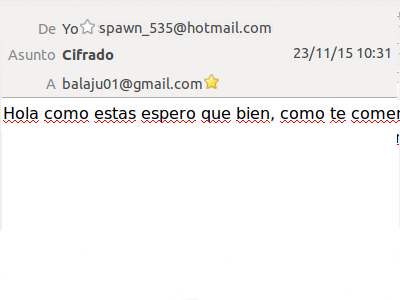 De Yo spawn_535@hotmail.com
Asunto Cifrado 23/11/15 10:31
A balaju01@gmail.com
Hola como estas espero que bien, como te comen